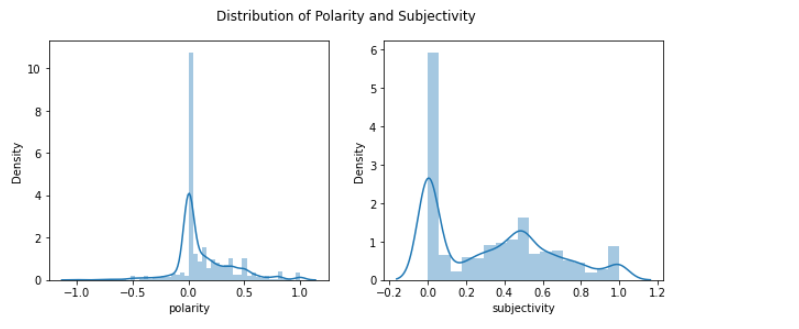 Distribution of Polarity and Subjectivity
Density
10
8
6
4
2
0
−1.0 −0.5 0.0 0.5 1.0
polarity
Density
6
5
4
3
2
1
0
−0.2 0.0 0.2 0.4 0.6 0.8 1.0 1.2
subjectivity